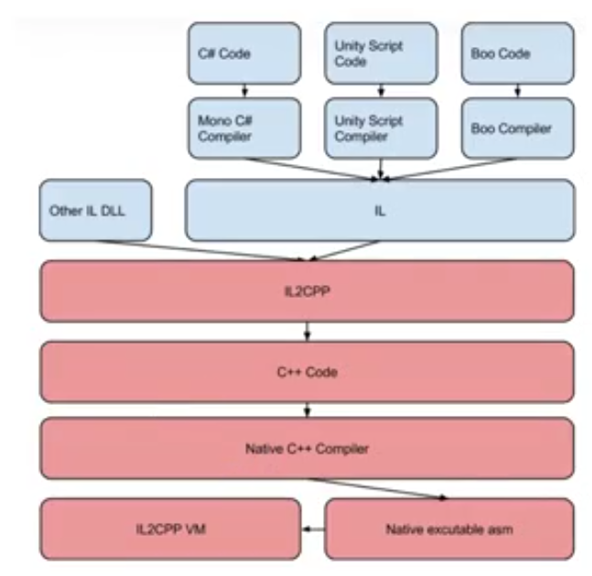 C# Code
Unity Script
Code
Boo Code
Mono C#
Compiler
Unity Script
Compiler
Boo Compiler
Other IL DLL
IL
IL2CPP
C++ Code
Native C++ Compiler
IL2CPP VM
Native excutable asm